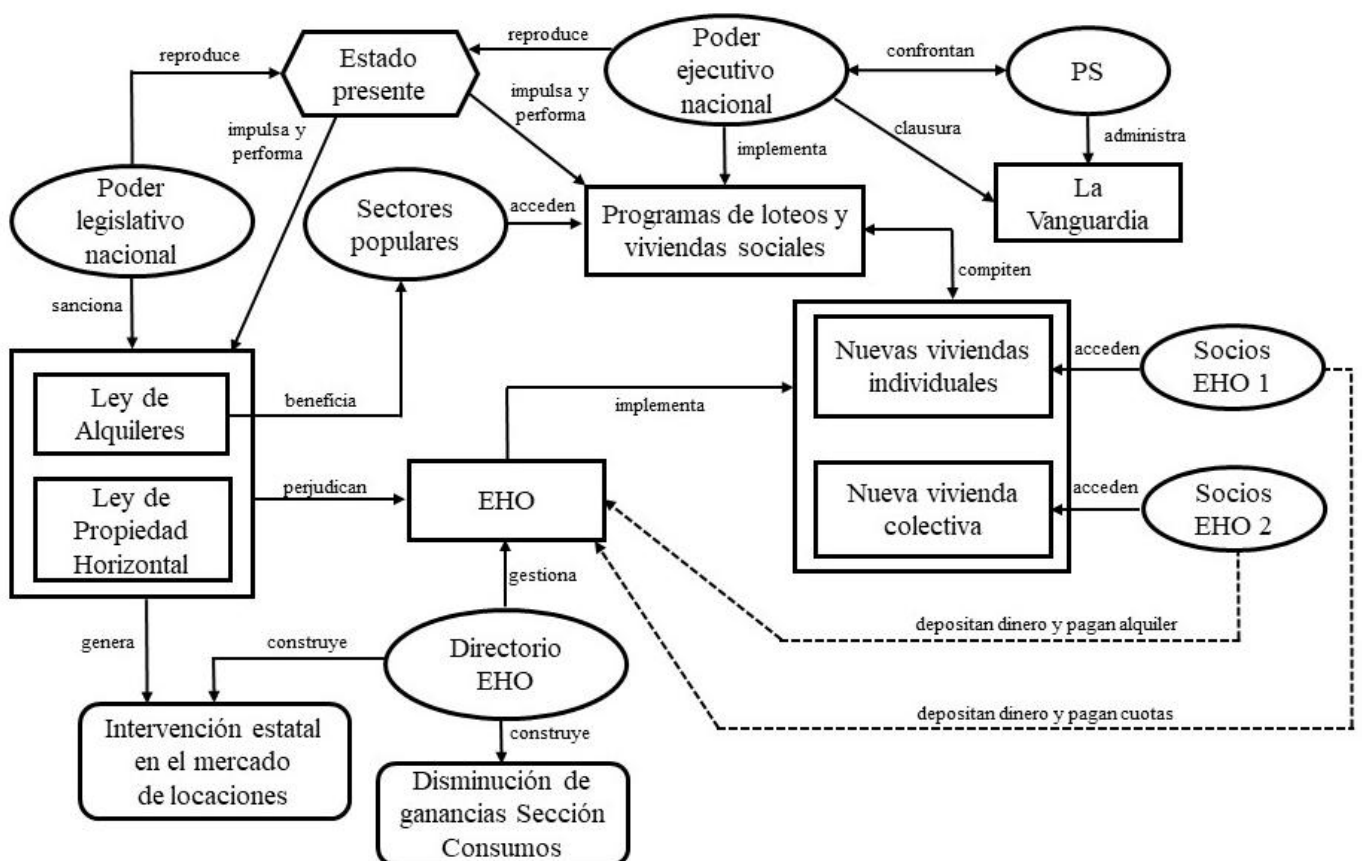 reproduce
Estado
presente
reproduce
Poder
ejecutivo
nacional
confrontan
PS
impulsa y
performa
impulsa y
performa
clausura
administra
implementa
Poder
legislativo
nacional
Sectores
populares
acceden
Programas de loteos y
viviendas sociales
La
Vanguardia
compiten
sanciona
Nuevas viviendas
individuales
acceden
Socios
EHO 1
Ley de
Alquileres
beneficia
implementa
Ley de
Propiedad
Horizontal
perjudican
EHO
Nueva vivienda
colectiva
acceden
Socios
EHO 2
gestiona
depositan dinero y pagan alquiler
genera
construye
Directorio
EHO
depositan dinero y pagan cuotas
Intervención estatal
en el mercado
de locaciones
construye
Disminución de
ganancias Sección
Consumos